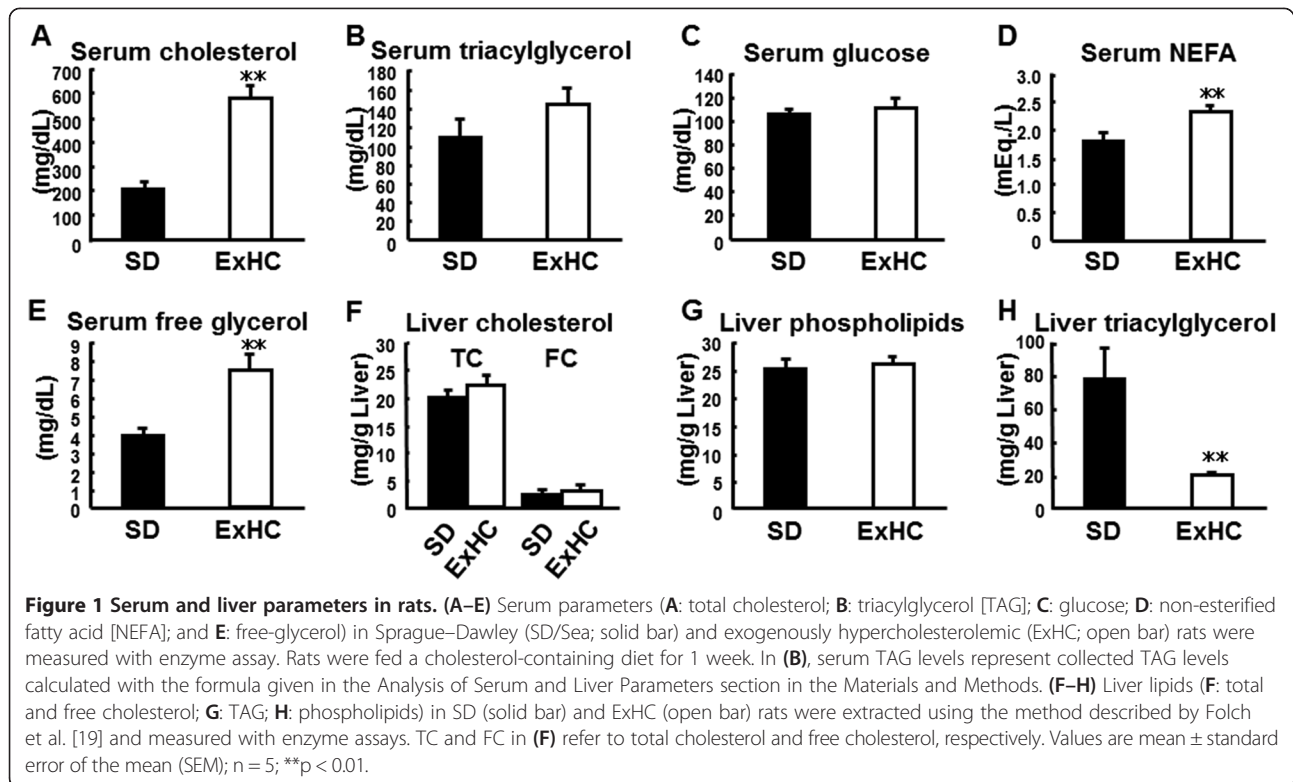 A Serum cholesterol
700
600
500
400
300
200
100
0
(mg/dL)
**
SD ExHC
B Serum triacylglycerol
180
160
140
120
100
80
60
40
20
0
(mg/dL)
SD ExHC
C Serum glucose
140
120
100
80
60
40
20
0
(mg/dL)
SD ExHC
D Serum NEFA
3.0
2.5
2.0
1.5
1.0
0.5
0
(mEq./L)
**
SD ExHC
E Serum free glycerol
9
8
7
6
5
4
3
2
1
0
(mg/dL)
**
SD ExHC
F Liver cholesterol
30
25
20
15
10
5
0
(mg/g Liver)
TC FC
SD ExHC SD ExHC
G Liver phospholipids
30
25
20
15
10
5
0
(mg/g Liver)
SD ExHC
H Liver triacylglycerol
100
80
60
40
20
0
(mg/g Liver)
**
SD ExHC
Figure 1 Serum and liver parameters in rats. (A–E) Serum parameters (A: total cholesterol; B: triacylglycerol [TAG]; C: glucose; D: non-esterified
fatty acid [NEFA]; and E: free-glycerol) in Sprague–Dawley (SD/Sea; solid bar) and exogenously hypercholesterolemic (ExHC; open bar) rats were
measured with enzyme assay. Rats were fed a cholesterol-containing diet for 1 week. In (B), serum TAG levels represent collected TAG levels
calculated with the formula given in the Analysis of Serum and Liver Parameters section in the Materials and Methods. (F–H) Liver lipids (F: total
and free cholesterol; G: TAG; H: phospholipids) in SD (solid bar) and ExHC (open bar) rats were extracted using the method described by Folch
et al. [19] and measured with enzyme assays. TC and FC in (F) refer to total cholesterol and free cholesterol, respectively. Values are mean ± standard
error of the mean (SEM); n = 5; **p < 0.01.